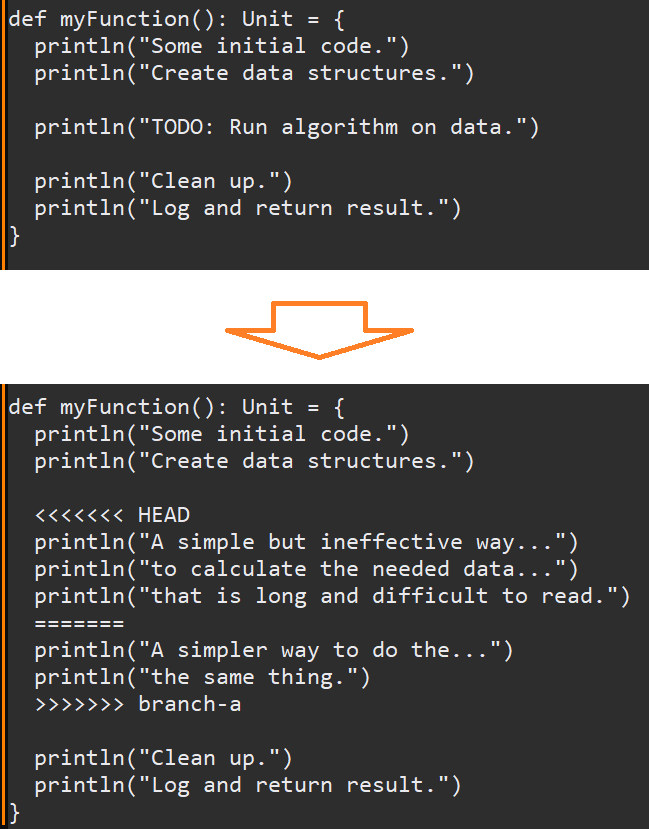 def myFunction(): Unit = {
  println("Some initial code.")
  println("Create data structures.")

  println("TODO: Run algorithm on data.")

  println("Clean up.")
  println("Log and return result.")
}
def myFunction(): Unit = {
  println("Some initial code.")
  println("Create data structures.")

  <<<<<<< HEAD
  println("A simple but ineffective way...")
  println("to calculate the needed data...")
  println("that is long and difficult to read.")
  =======
  println("A simpler way to do the...")
  println("the same thing.")
  >>>>>>> branch-a

  println("Clean up.")
  println("Log and return result.")
}